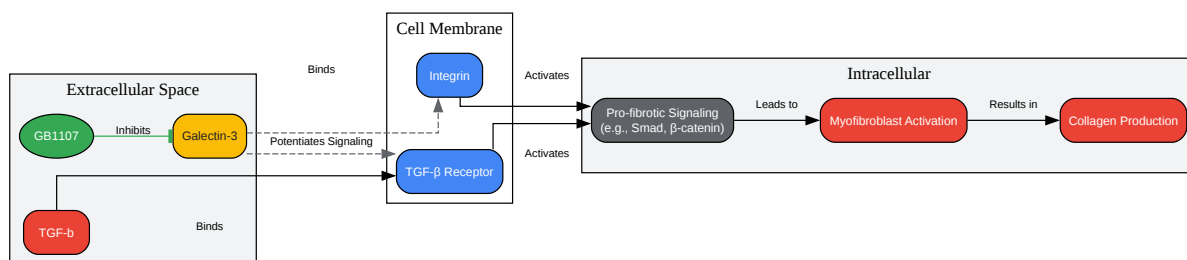 Cell Membrane
Extracellular Space
Binds
Integrin
Activates
Intracellular
GB1107
Inhibits
Galectin-3
Potentiates Signaling
Pro-fibrotic Signaling
(e.g., Smad, β-catenin)
Leads to
Myofibroblast Activation
Results in
Collagen Production
TGF-β Receptor
Activates
TGF-b
Binds